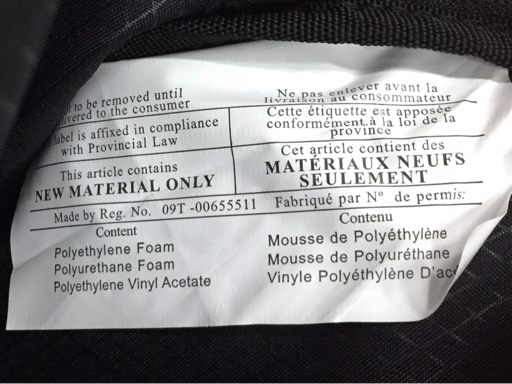 to be removed until
to the consumer
label is affixed in compliance
with Provincial Law
This article contains
NEW MATERIAL ONLY
Ne pas enlever avant la
livraison au consommateur
Cette étiquette est apposée
conformément à la loi de la
province
Cet article contient des
MATÉRIAUX NEUFS
SEULEMENT
Made by Reg. No. 09T -00655511 Fabriqué par N° de permis:
Content
Polyethylene Foam
Polyurethane Foam
Polyethylene Vinyl Acetate
Contenu
Mousse de Polyéthylène
Mousse de Polyuréthane
Vinyle Polyéthylène